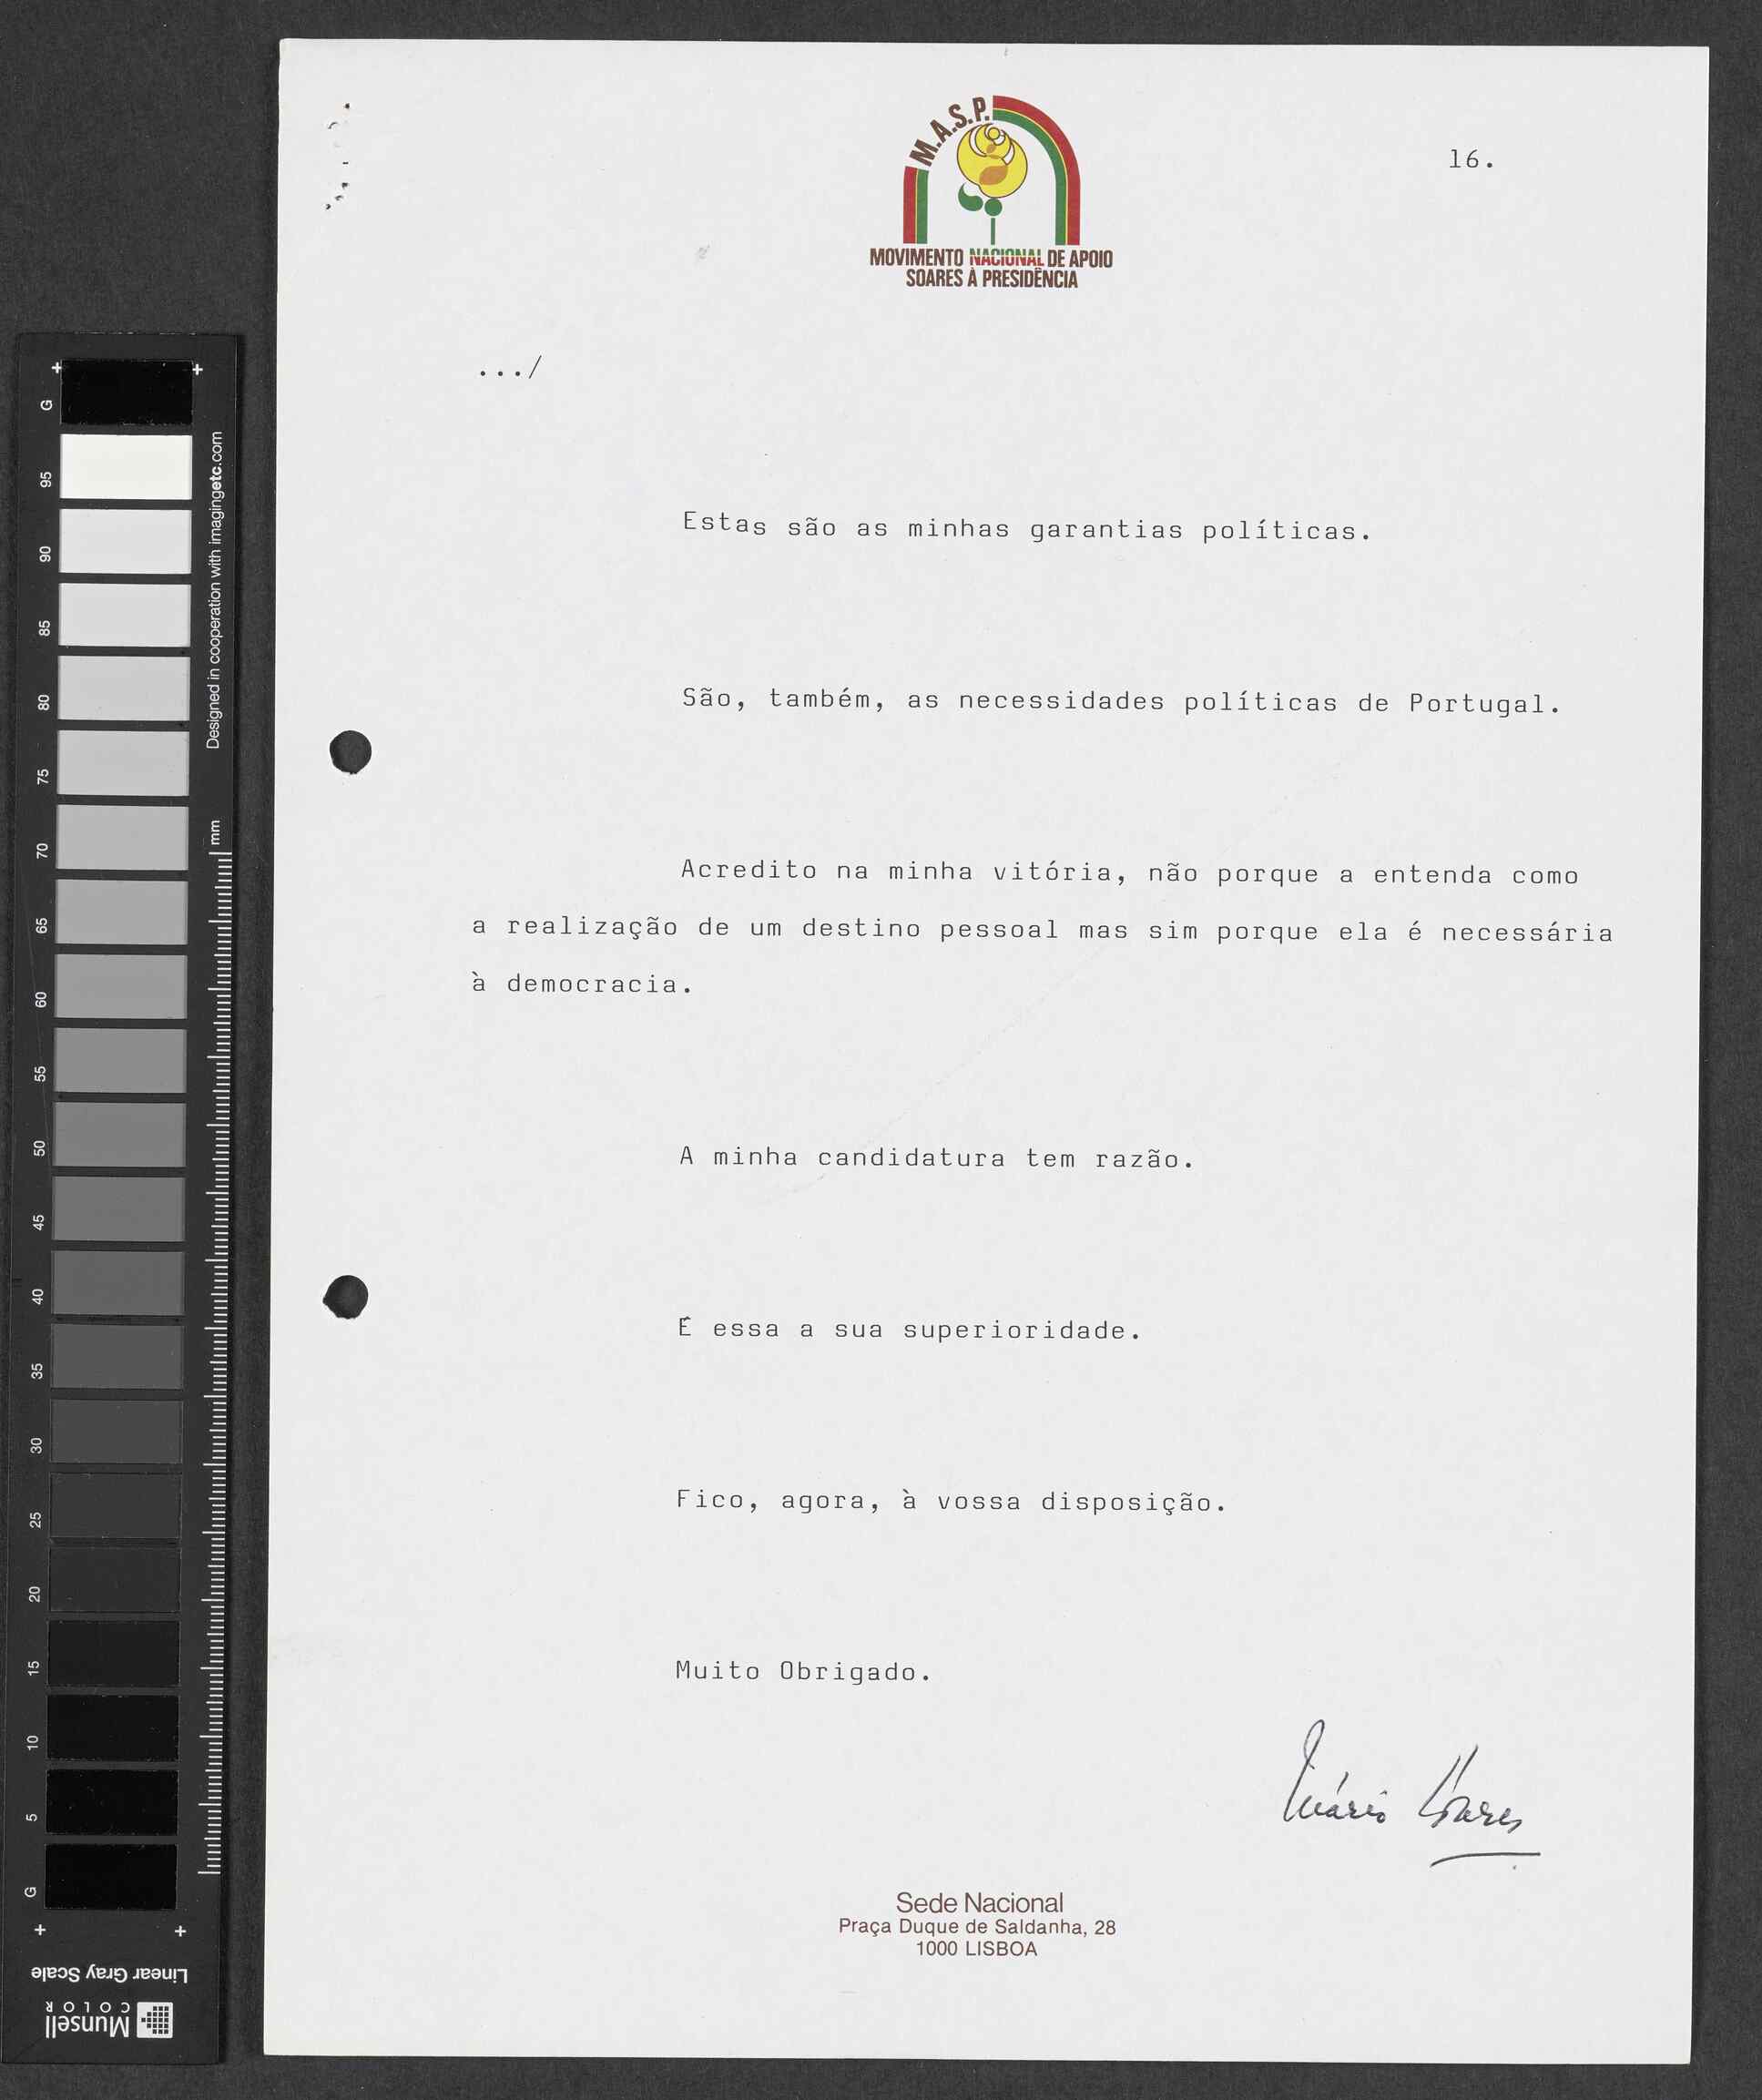 M.A.S.P.
MOVIMENTO NACIONAL DE APOIO
SOARES À PRESIDÊNCIA
16.
.../
Estas são as minhas garantias políticas.
São, também, as necessidades políticas de Portugal.
Acredito na minha vitória, não porque a entenda como
a realização de um destino pessoal mas sim porque ela é necessária
à democracia.
A minha candidatura tem razão.
É essa a sua superioridade.
Fico, agora, à vossa disposição.
Muito Obrigado.
Mário Soares
Sede Nacional
Praça Duque de Saldanha, 28
1000 LISBOA
G
95
90
85
80
75
70
65
60
55
50
45
40
35
30
25
20
15
10
5
G
Designed in cooperation with imagingetc.com
mm
Linear Gray Scale
Munsell
COLOR